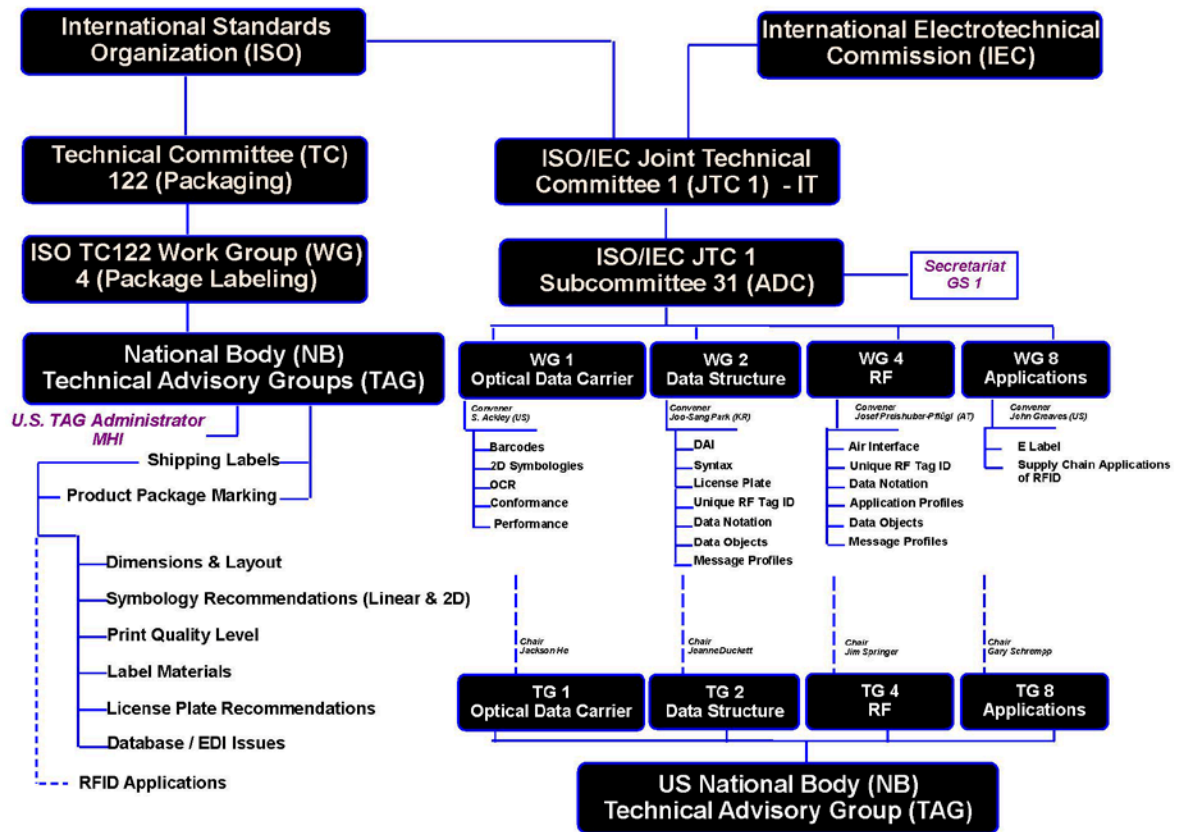 International Standards
Organization (ISO)
International Electrotechnical
Commission (IEC)
Technical Committee (TC)
122 (Packaging)
ISO/IEC Joint Technical
Committee 1 (JTC 1) - IT
ISO TC122 Work Group (WG)
4 (Package Labeling)
ISO/IEC JTC 1
Subcommittee 31 (ADC)
Secretariat
GS 1
National Body (NB)
Technical Advisory Groups (TAG)
U.S. TAG Administrator
MHI
Shipping Labels
Product Package Marking
Dimensions & Layout
Symbology Recommendations (Linear & 2D)
Print Quality Level
Label Materials
License Plate Recommendations
Database / EDI Issues
RFID Applications
WG 1
Optical Data Carrier
Convener
S. Ackley (US)
Barcodes
2D Symbologies
OCR
Conformance
Performance
WG 2
Data Structure
Convener
Joo-Sang Park (KR)
DAI
Syntax
License Plate
Unique RF Tag ID
Data Notation
Data Objects
Message Profiles
WG 4
RF
Convener
Josef Preishuber-Pflügl (AT)
Air Interface
Unique RF Tag ID
Data Notation
Application Profiles
Data Objects
Message Profiles
WG 8
Applications
Convener
John Greaves (US)
E Label
Supply Chain Applications
of RFID
Chair
Jackson He
TG 1
Optical Data Carrier
Chair
JeanneDuckett
TG 2
Data Structure
Chair
Jim Springer
TG 4
RF
Chair
Gary Schrempp
TG 8
Applications
US National Body (NB)
Technical Advisory Group (TAG)